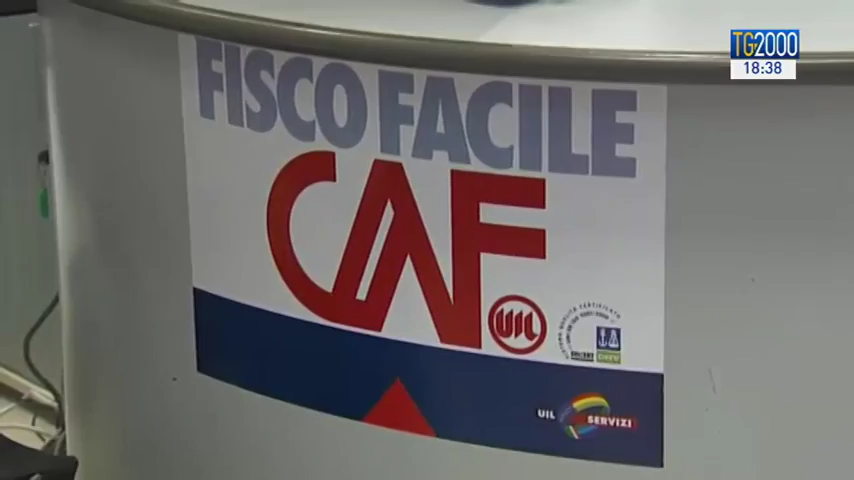 TG2000
18:38
FISCO FACILE
CAF
UIL
UIL SERVIZI